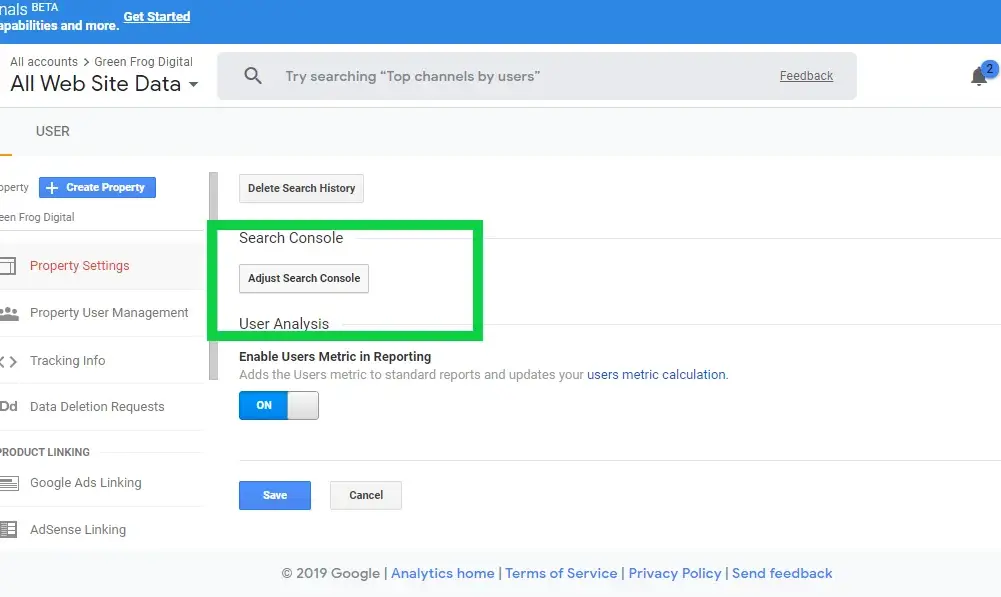 nals BETA
apabilities and more. Get Started
All accounts > Green Frog Digital
All Web Site Data
Try searching “Top channels by users”
Feedback
2
USER
operty
Create Property
een Frog Digital
Property Settings
Property User Management
Tracking Info
Dd Data Deletion Requests
PRODUCT LINKING
Google Ads Linking
AdSense Linking
Delete Search History
Search Console
Adjust Search Console
User Analysis
Enable Users Metric in Reporting
Adds the Users metric to standard reports and updates your users metric calculation.
ON
Save
Cancel
© 2019 Google | Analytics home | Terms of Service | Privacy Policy | Send feedback